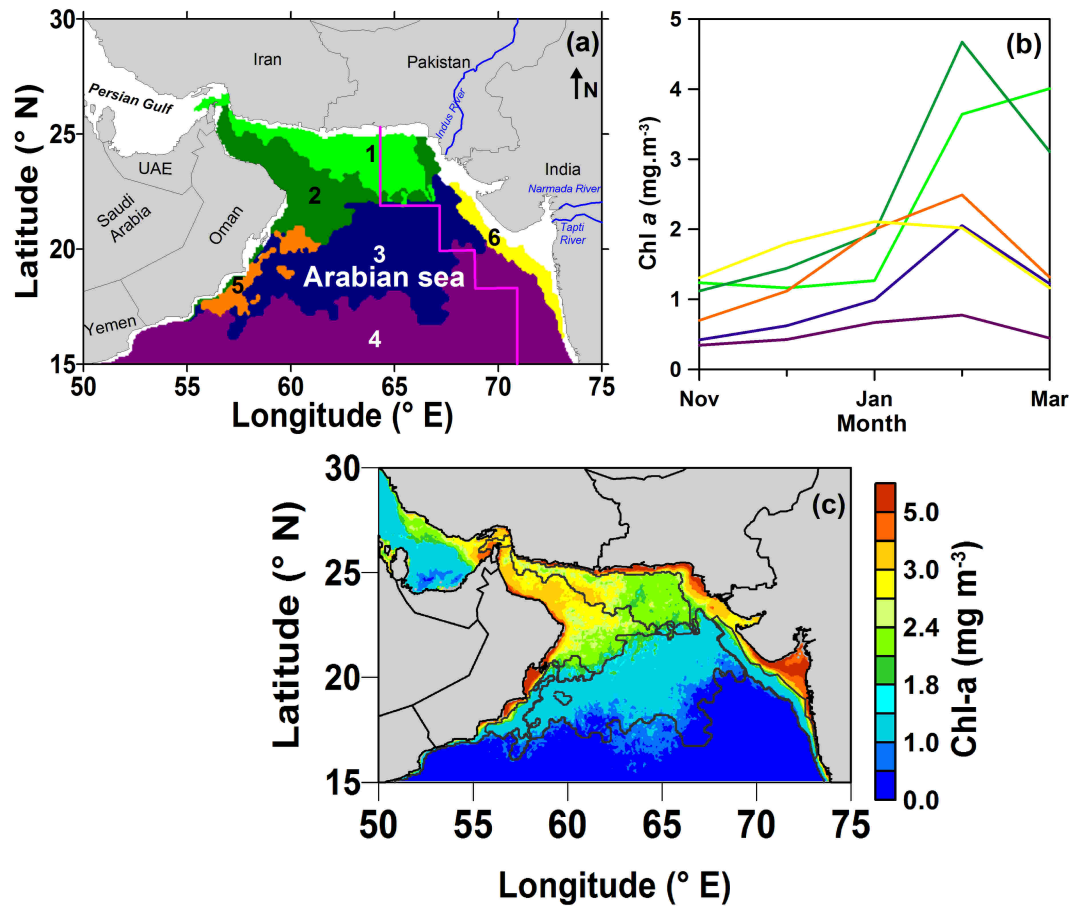 (a)
30
25
20
15
50 55 60 65 70 75
Latitude (° N)
Longitude (° E)
Iran
Pakistan
N
Persian Gulf
Indus River
UAE
Saudi
Arabia
Oman
Yemen
India
Narmada River
Tapti
River
1
2
3
Arabian sea
4
5
6
(b)
5
4
3
2
1
0
Chl a (mg.m-3)
Nov Jan Mar
Month
(c)
30
25
20
15
50 55 60 65 70 75
Latitude (° N)
Longitude (° E)
5.0
3.0
2.4
1.8
1.0
0.0
Chl-a (mg m-3)